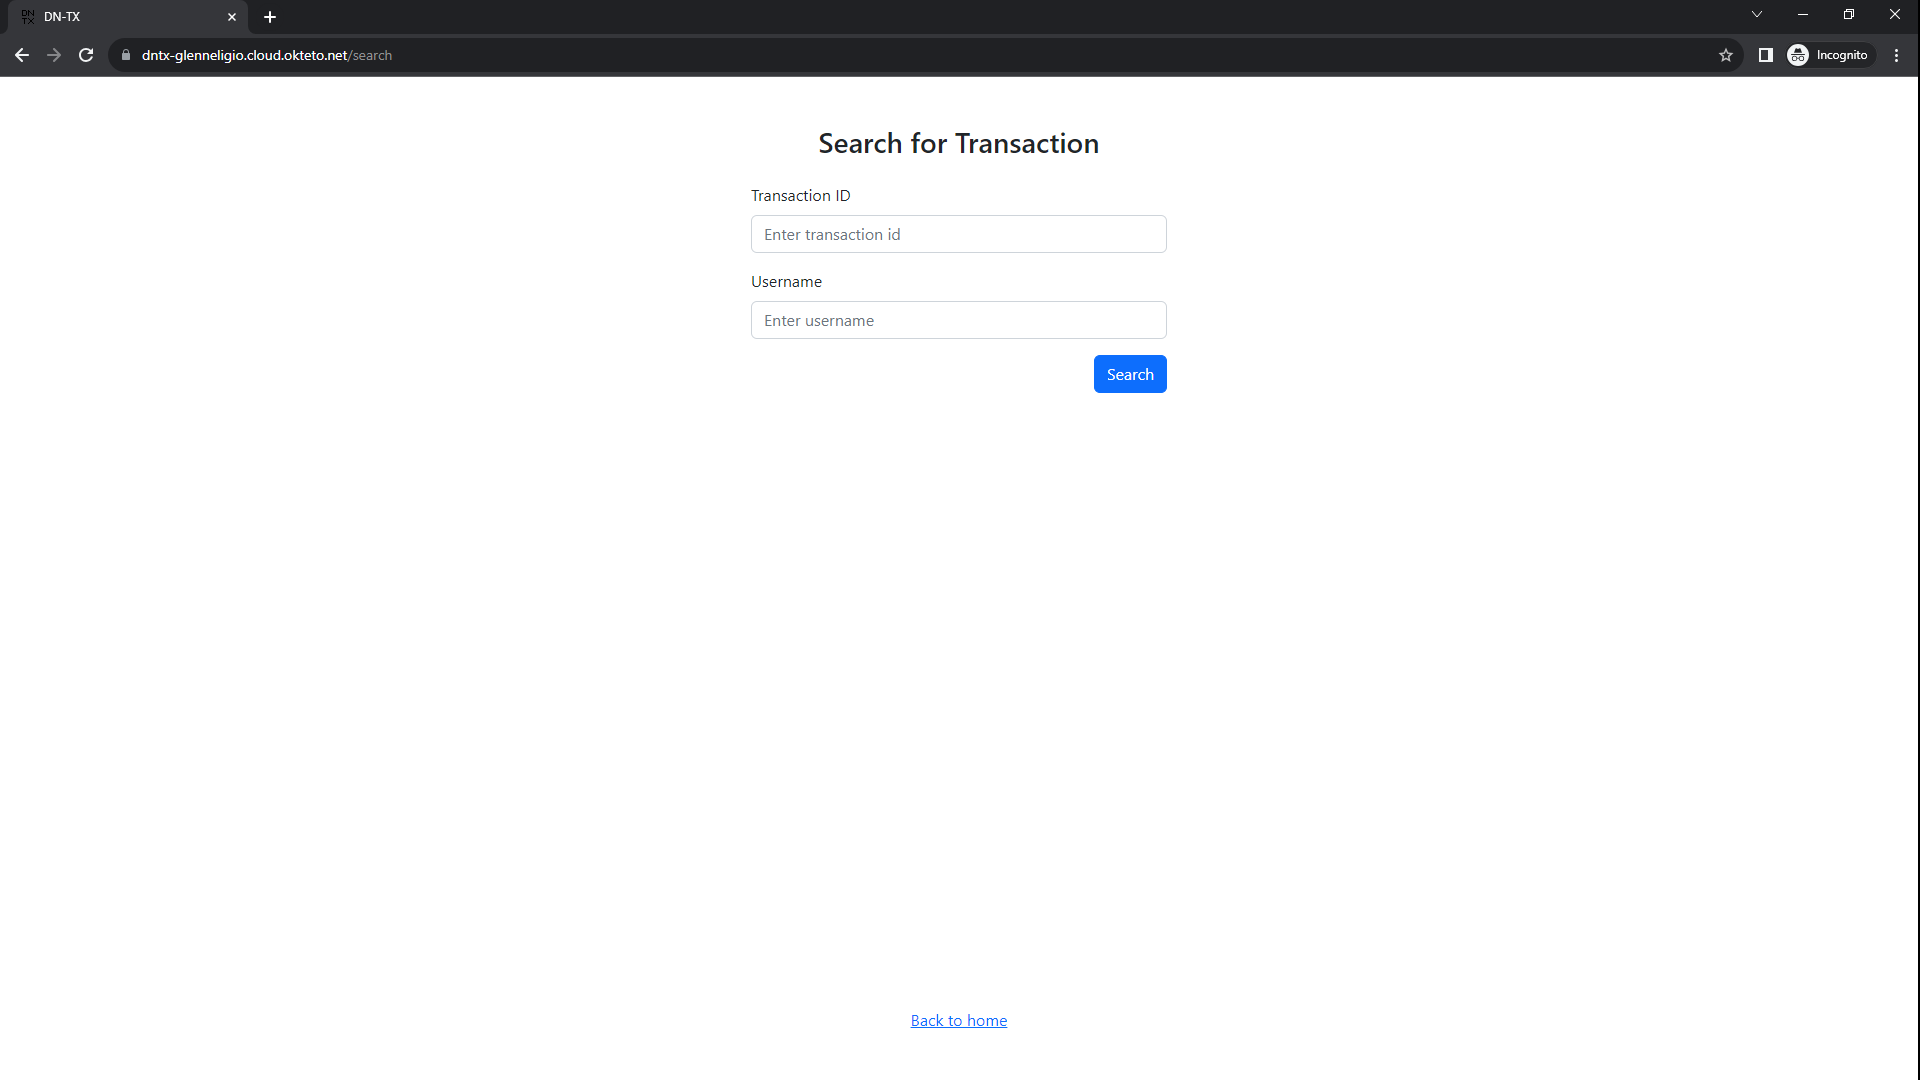 DN-TX
dntx-glenneligio.cloud.okteto.net/search
Incognito
Search for Transaction
Transaction ID
Enter transaction id
Username
Enter username
Search
Back to home